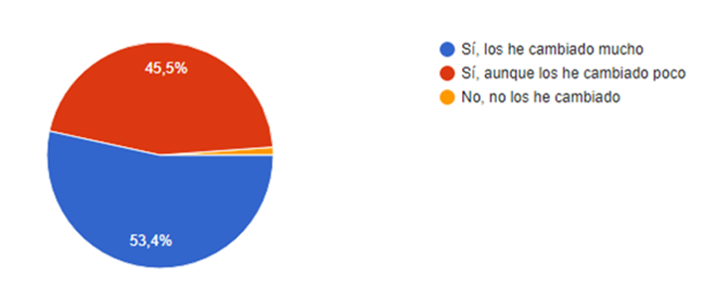 45,5%
53,4%
Sí, los he cambiado mucho
Sí, aunque los he cambiado poco
No, no los he cambiado